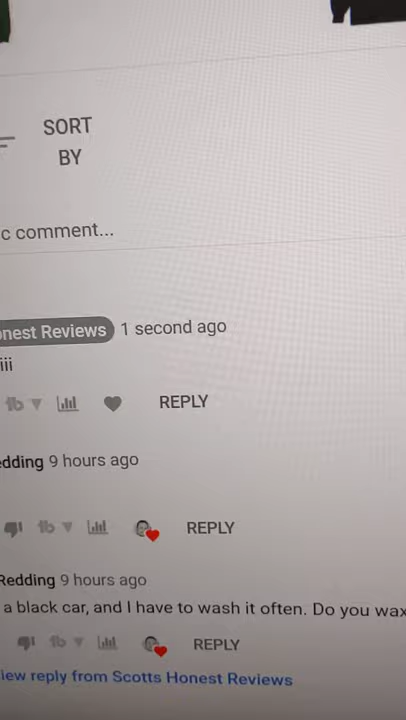 SORT
BY
c comment...
onest Reviews 1 second ago
iii
REPLY
edding 9 hours ago
REPLY
Redding 9 hours ago
a black car, and I have to wash it often. Do you wax
REPLY
iew reply from Scotts Honest Reviews